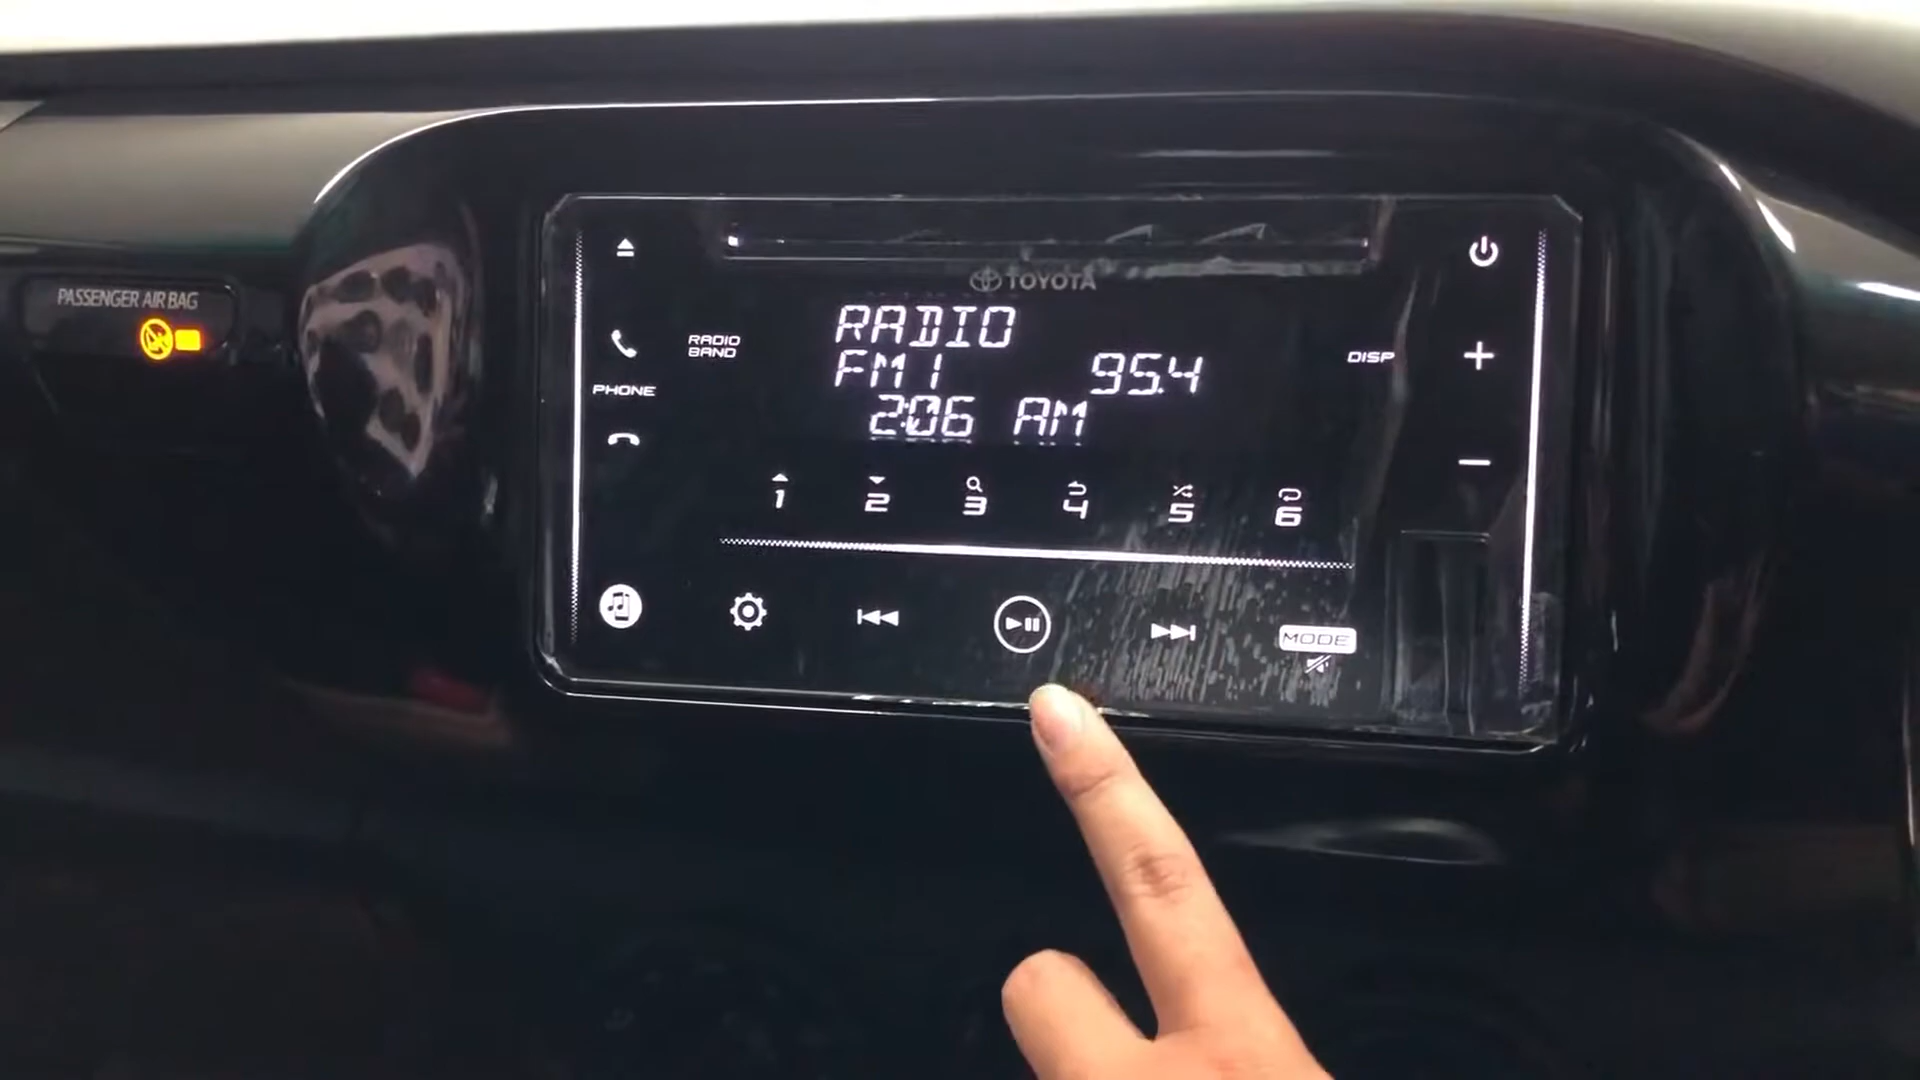 PASSENGER AIR BAG
TOYOTA
RADIO
FM1 95.4
2:06 AM
RADIO
BAND
DISP
PHONE
1 2 3 4 5 6
MODE